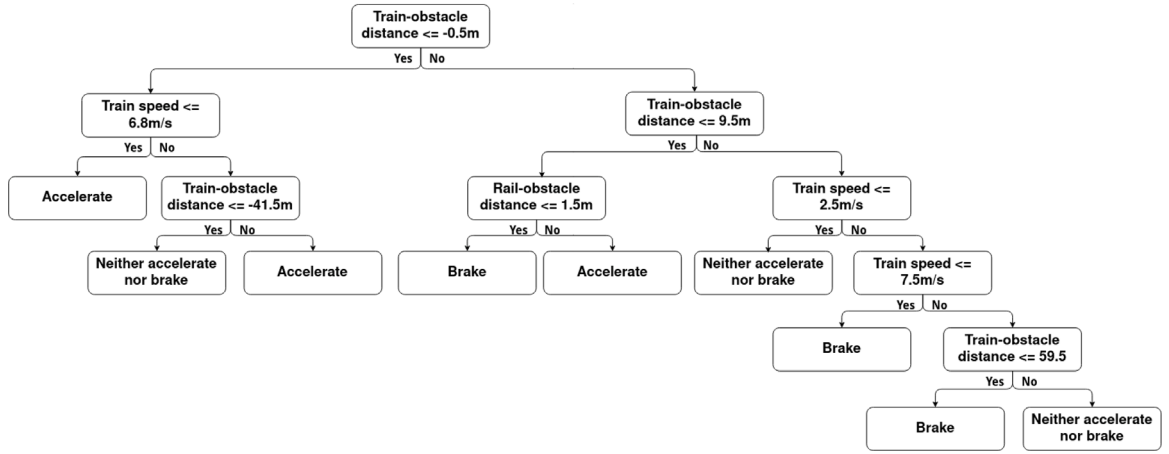 Train-obstacle
distance <= -0.5m
Yes No
Train speed <=
6.8m/s
Train-obstacle
distance <= 9.5m
Yes No
Yes No
Accelerate
Train-obstacle
distance <= -41.5m
Rail-obstacle
distance <= 1.5m
Train speed <=
2.5m/s
Yes No
Yes No
Yes No
Neither accelerate
nor brake
Accelerate
Brake
Accelerate
Neither accelerate
nor brake
Train speed <=
7.5m/s
Yes No
Brake
Train-obstacle
distance <= 59.5
Yes No
Brake
Neither accelerate
nor brake